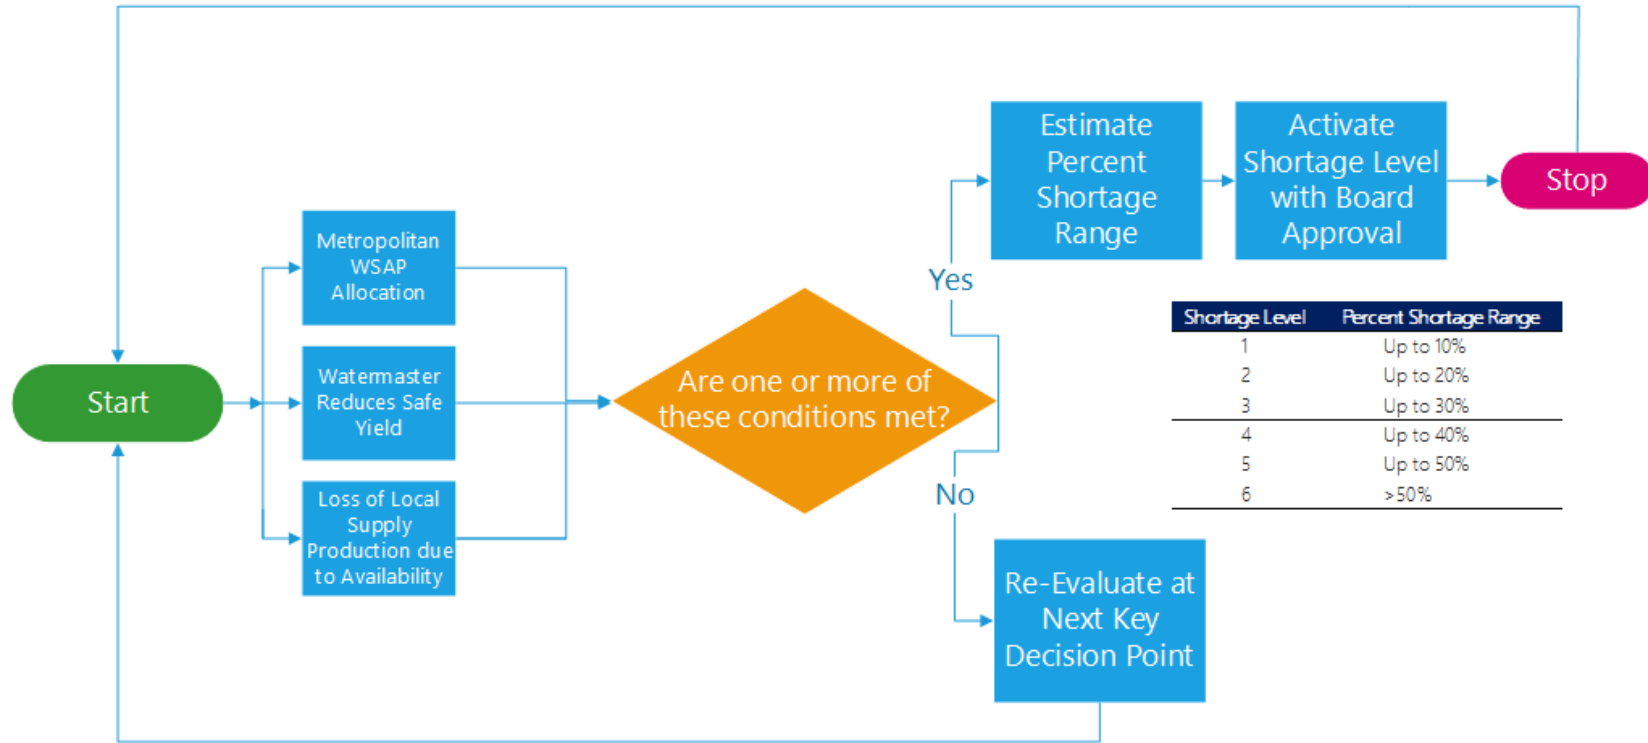 Start
Metropolitan
WSAP
Allocation
Watermaster
Reduces Safe
Yield
Loss of Local
Supply
Production due
to Availability
Are one or more of
these conditions met?
Yes
No
Estimate
Percent
Shortage
Range
Activate
Shortage Level
with Board
Approval
Stop
Shortage Level Percent Shortage Range
1 Up to 10%
2 Up to 20%
3 Up to 30%
4 Up to 40%
5 Up to 50%
6 >50%
Re-Evaluate at
Next Key
Decision Point